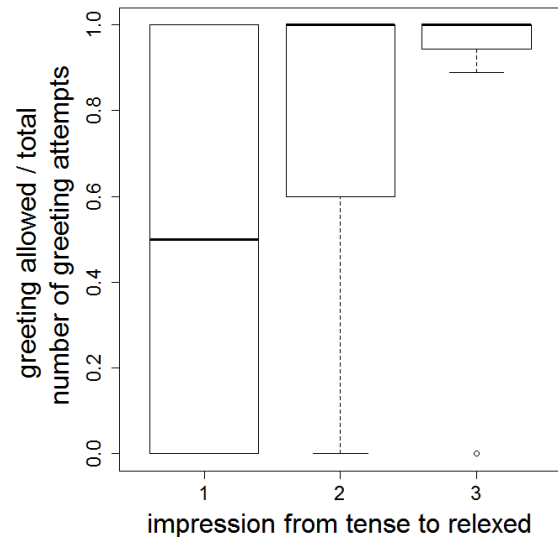 greeting allowed / total
number of greeting attempts
1.0
0.8
0.6
0.4
0.2
0.0
1 2 3
impression from tense to relexed